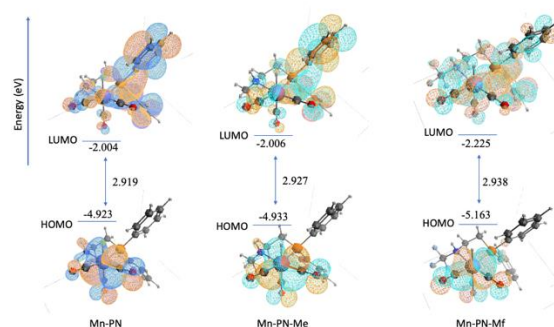 Energy (eV)
LUMO -2.004
LUMO -2.006
LUMO -2.225
2.919
2.927
2.938
HOMO -4.923
HOMO -4.933
HOMO -5.163
Mn-PN
Mn-PN-Me
Mn-PN-Mf